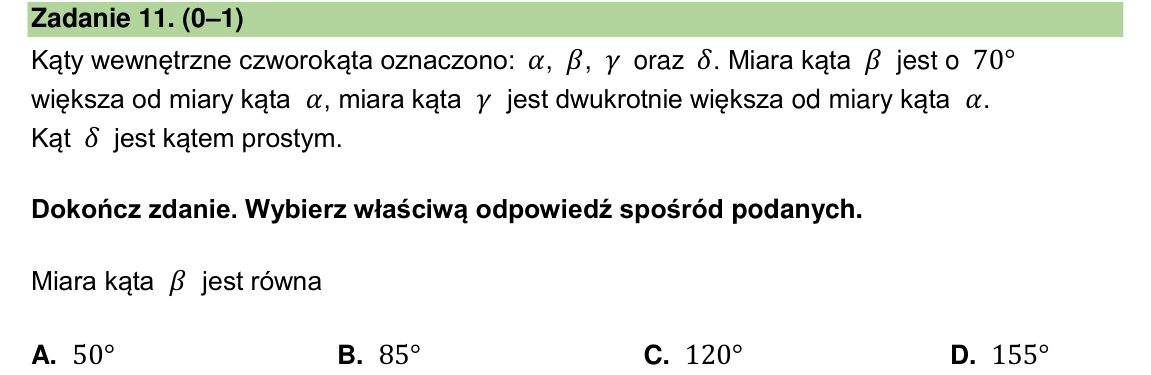 Zadanie 11. (0–1)
Kąty wewnętrzne czworokąta oznaczono: α, β, γ oraz δ. Miara kąta β jest o 70°
większa od miary kąta α, miara kąta γ jest dwukrotnie większa od miary kąta α.
Kąt δ jest kątem prostym.
Dokończ zdanie. Wybierz właściwą odpowiedź spośród podanych.
Miara kąta β jest równa
A. 50° B. 85° C. 120° D. 155°